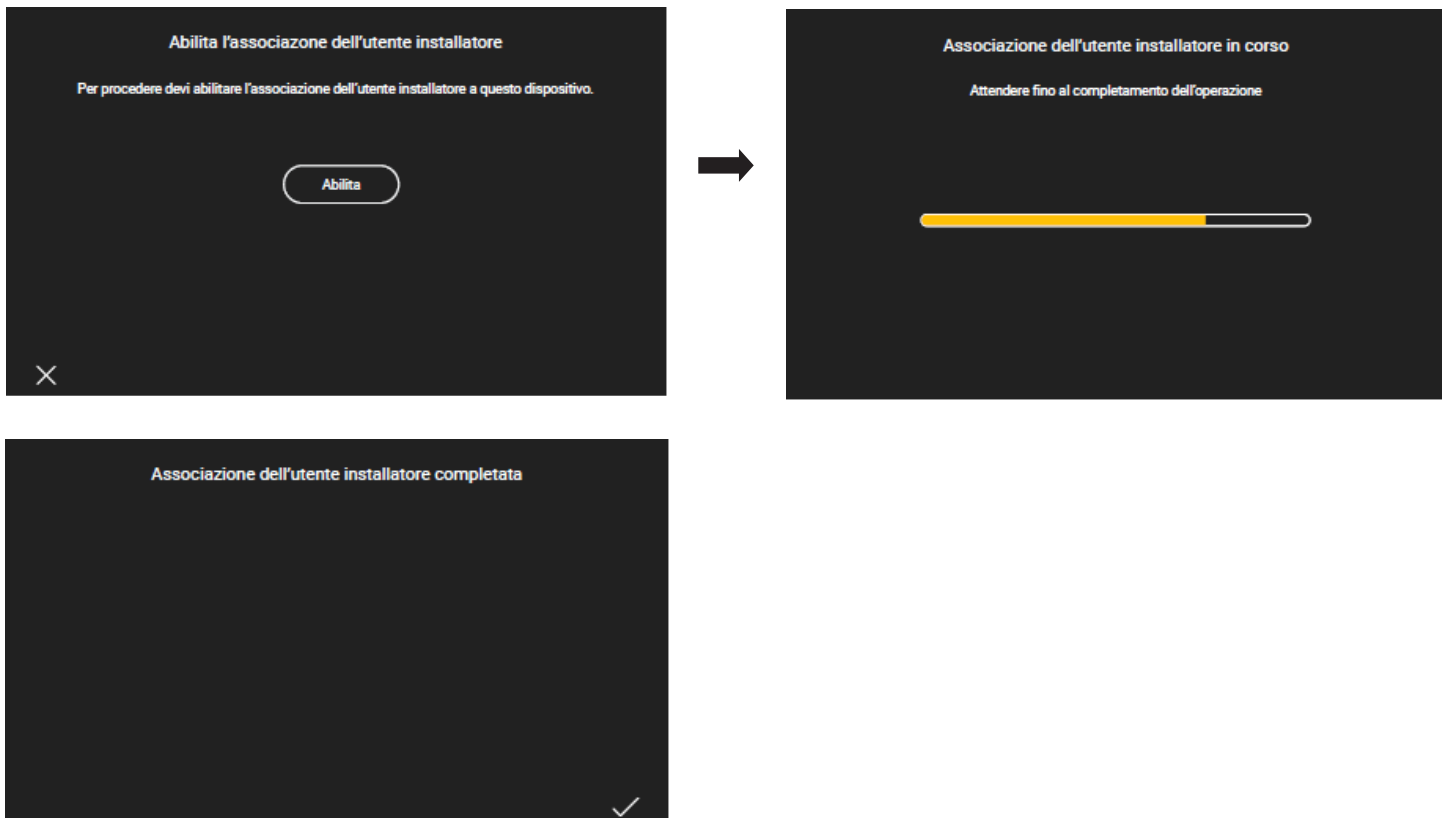 Abilita l'associazone dell'utente installatore
Per procedere devi abilitare l'associazione dell'utente installatore a questo dispositivo.
Abilita
Associazione dell'utente installatore in corso
Attendere fino al completamento dell'operazione
Associazione dell'utente installatore completata